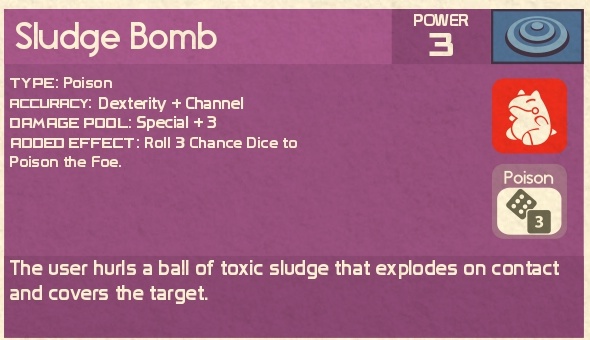 Sludge Bomb
POWER
3
TYPE: Poison
ACCURACY: Dexterity + Channel
DAMAGE POOL: Special + 3
ADDED EFFECT: Roll 3 Chance Dice to
Poison the Foe.
Poison
3
The user hurls a ball of toxic sludge that explodes on contact
and covers the target.